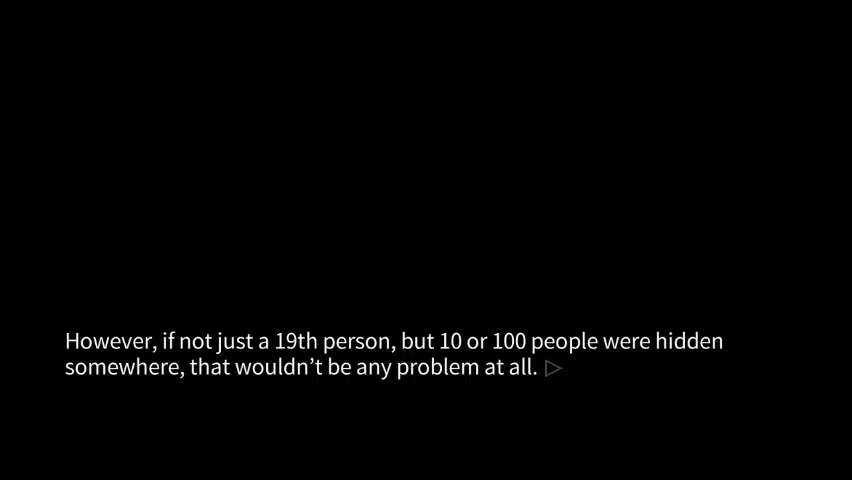 However, if not just a 19th person, but 10 or 100 people were hidden
somewhere, that wouldn’t be any problem at all.